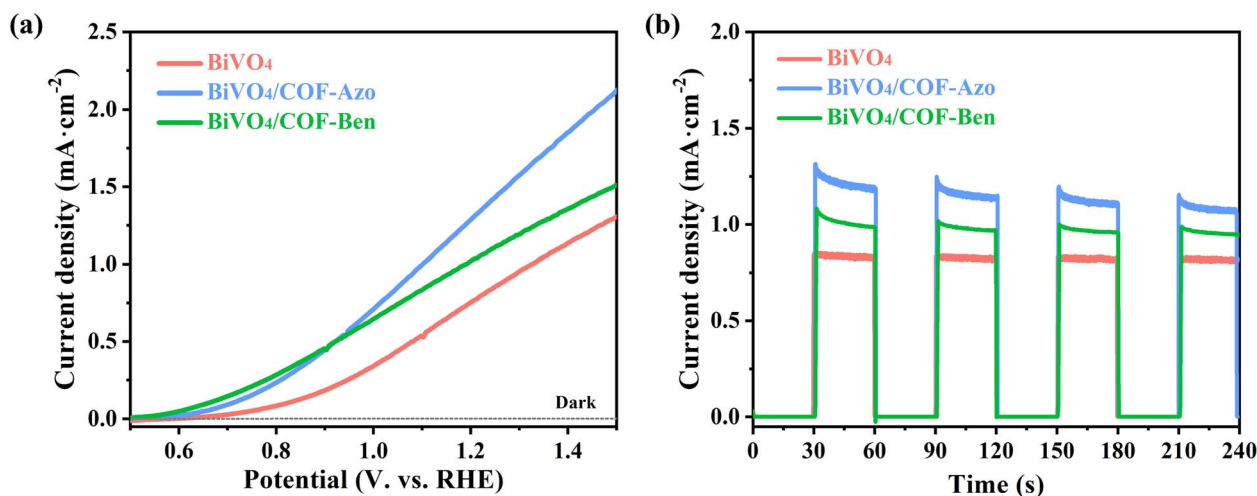 (a)
2.5
2.0
1.5
1.0
0.5
0.0
Current density (mA·cm⁻²)
BiVO₄
BiVO₄/COF-Azo
BiVO₄/COF-Ben
Dark
0.6 0.8 1.0 1.2 1.4
Potential (V. vs. RHE)
(b)
2.0
1.5
1.0
0.5
0.0
Current density (mA·cm⁻²)
BiVO₄
BiVO₄/COF-Azo
BiVO₄/COF-Ben
0 30 60 90 120 150 180 210 240
Time (s)